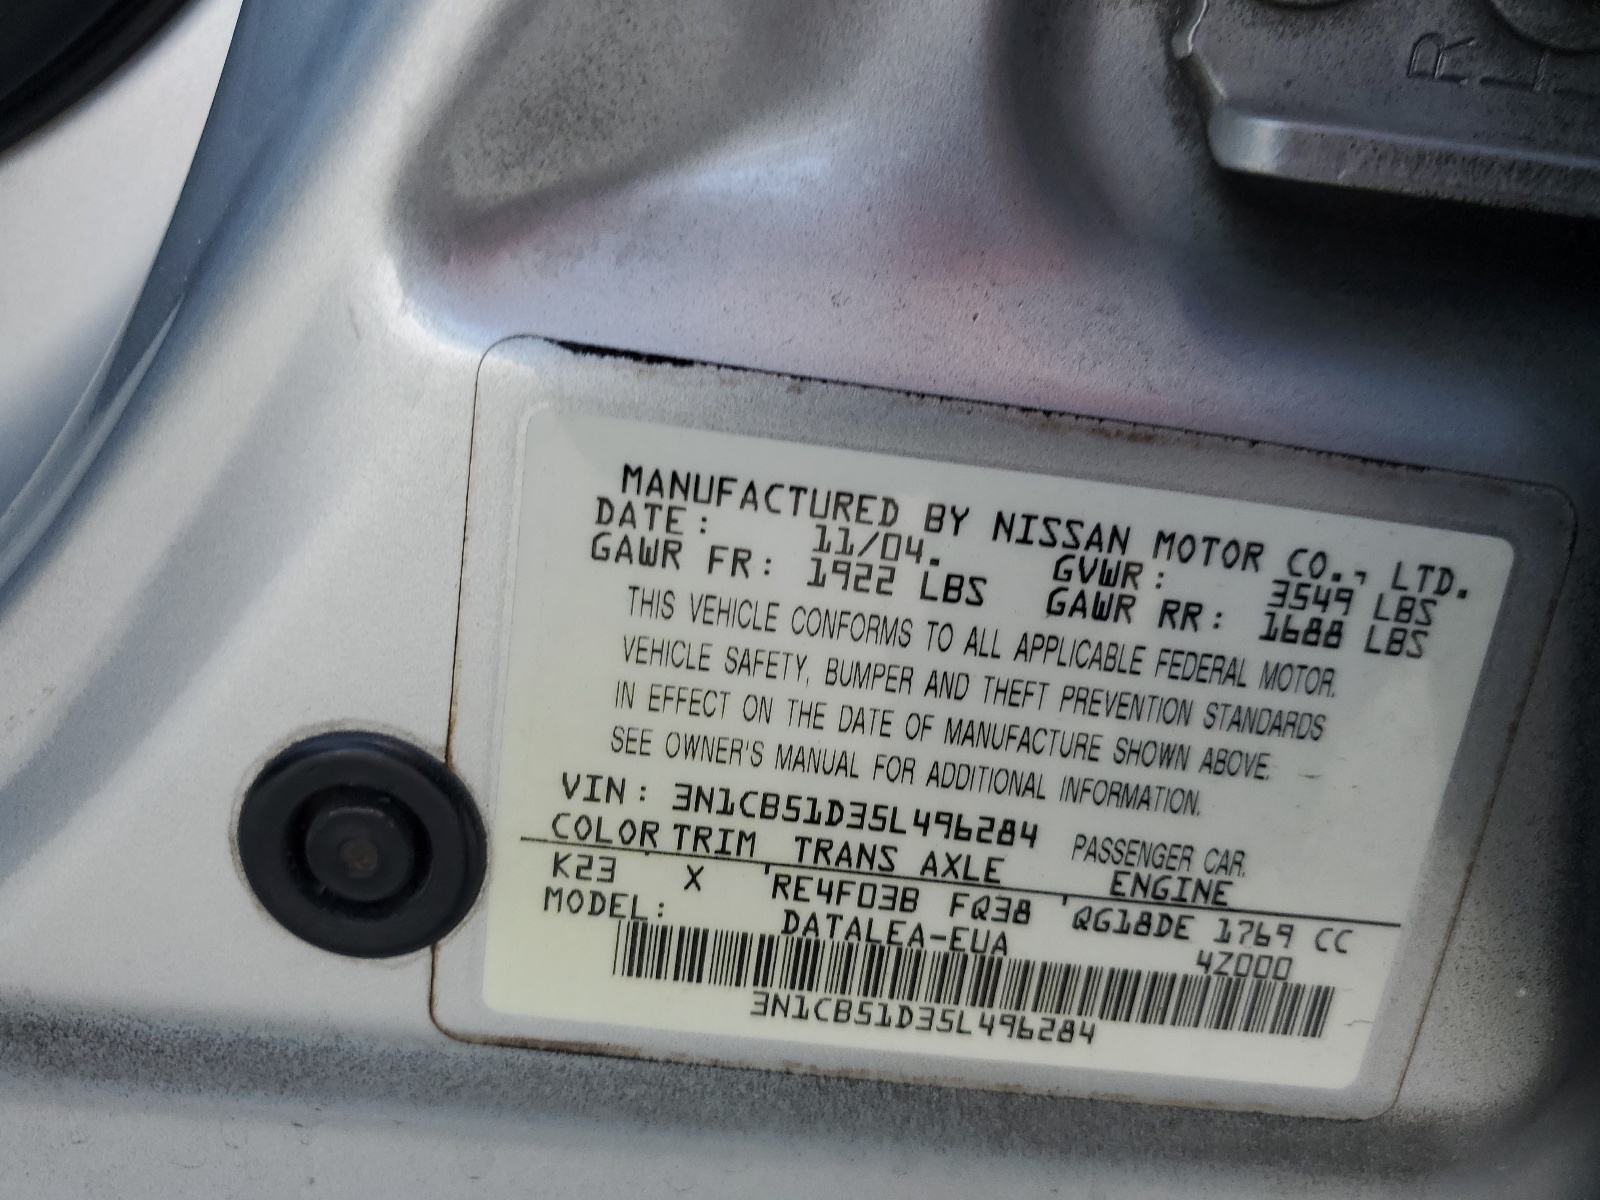 R
MANUFACTURED BY NISSAN MOTOR CO., LTD.
DATE: 11/04. GVWR: 3549 LBS
GAWR FR: 1922 LBS GAWR RR: 1688 LBS
THIS VEHICLE CONFORMS TO ALL APPLICABLE FEDERAL MOTOR.
VEHICLE SAFETY, BUMPER AND THEFT PREVENTION STANDARDS
IN EFFECT ON THE DATE OF MANUFACTURE SHOWN ABOVE.
SEE OWNER'S MANUAL FOR ADDITIONAL INFORMATION.
VIN: 3N1CB51D35L496284 PASSENGER CAR.
COLOR TRIM TRANS AXLE ENGINE
K23 X RE4F03B FQ38 QG18DE 1769 CC
MODEL: DATALEA-EUA 4Z000
3N1CB51D35L496284